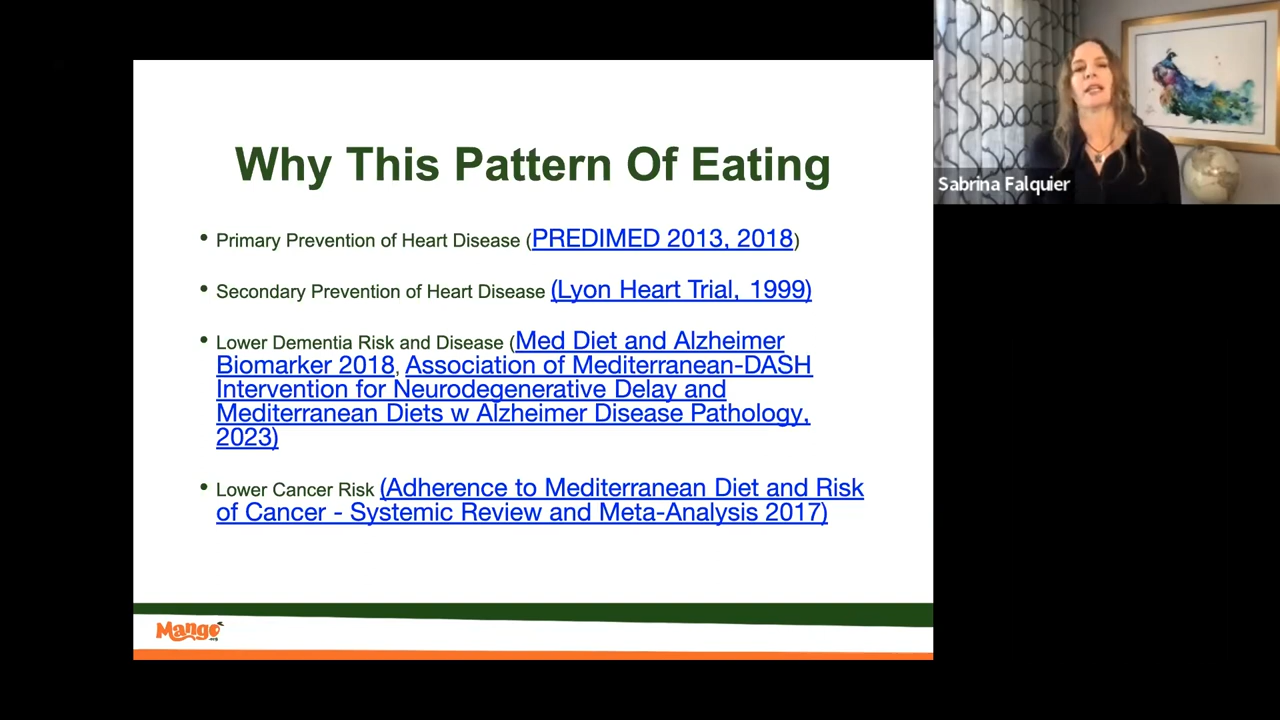 Why This Pattern Of Eating
• Primary Prevention of Heart Disease (PREDIMED 2013, 2018)
• Secondary Prevention of Heart Disease (Lyon Heart Trial, 1999)
• Lower Dementia Risk and Disease (Med Diet and Alzheimer
Biomarker 2018, Association of Mediterranean-DASH
Intervention for Neurodegenerative Delay and
Mediterranean Diets w Alzheimer Disease Pathology,
2023)
• Lower Cancer Risk (Adherence to Mediterranean Diet and Risk
of Cancer - Systemic Review and Meta-Analysis 2017)
Mango.org
Sabrina Falquier